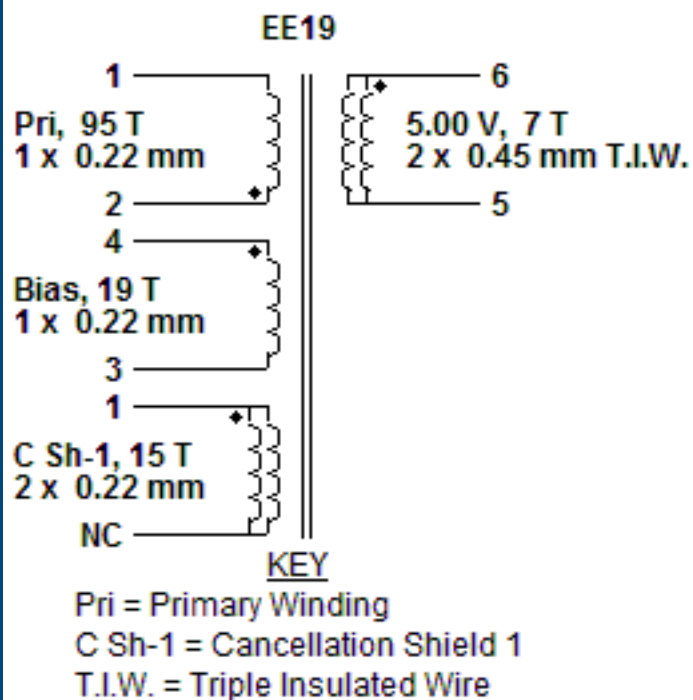 EE19
1
Pri, 95 T
1 x 0.22 mm
2
4
Bias, 19 T
1 x 0.22 mm
3
1
C Sh-1, 15 T
2 x 0.22 mm
NC
6
5.00 V, 7 T
2 x 0.45 mm T.I.W.
5
KEY
Pri = Primary Winding
C Sh-1 = Cancellation Shield 1
T.I.W. = Triple Insulated Wire